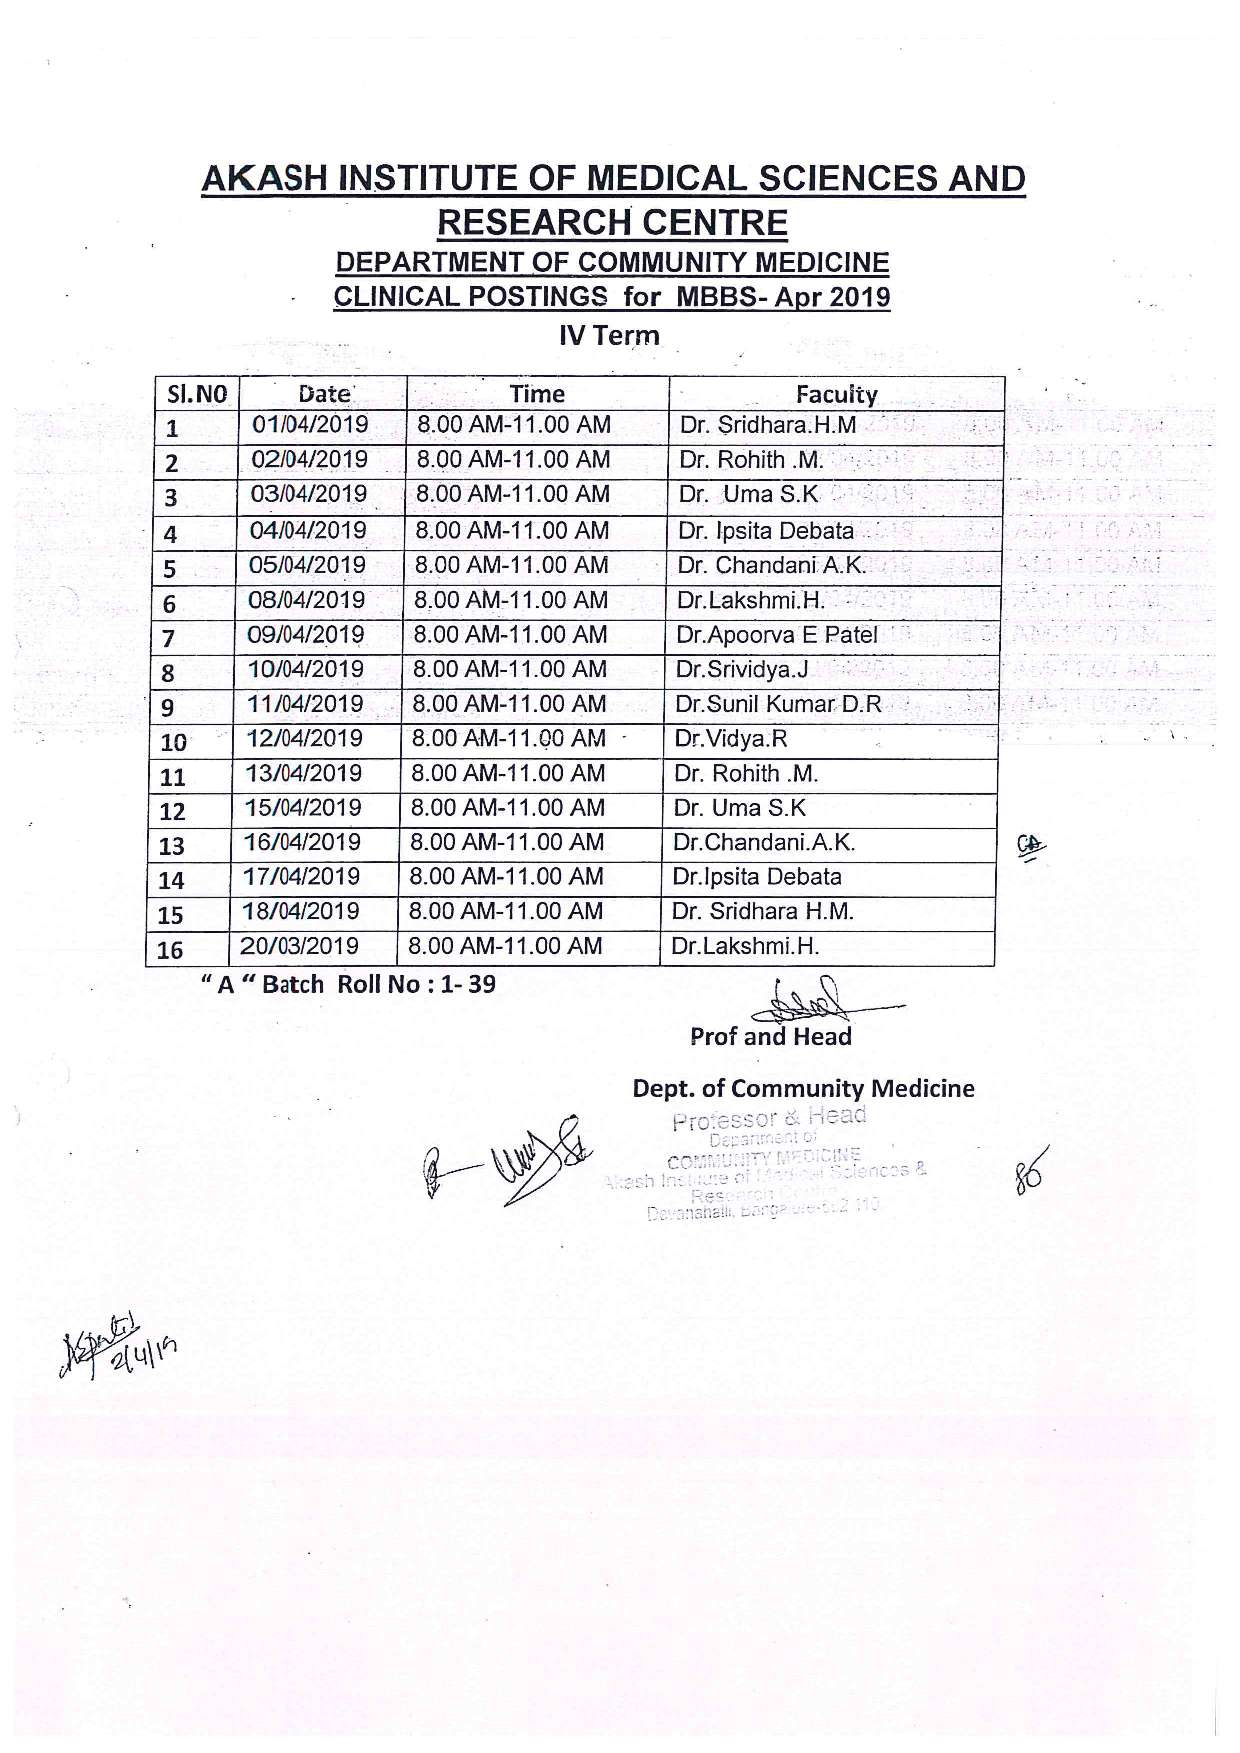 AKASH INSTITUTE OF MEDICAL SCIENCES AND
RESEARCH CENTRE
DEPARTMENT OF COMMUNITY MEDICINE
CLINICAL POSTINGS for MBBS- Apr 2019
IV Term
Sl.NO Date Time Faculty
1 01/04/2019 8.00 AM-11.00 AM Dr. Sridhara.H.M
2 02/04/2019 8.00 AM-11.00 AM Dr. Rohith .M.
3 03/04/2019 8.00 AM-11.00 AM Dr. Uma S.K
4 04/04/2019 8.00 AM-11.00 AM Dr. Ipsita Debata
5 05/04/2019 8.00 AM-11.00 AM Dr. Chandani A.K.
6 08/04/2019 8.00 AM-11.00 AM Dr.Lakshmi.H.
7 09/04/2019 8.00 AM-11.00 AM Dr.Apoorva E Patel
8 10/04/2019 8.00 AM-11.00 AM Dr.Srividya.J
9 11/04/2019 8.00 AM-11.00 AM Dr.Sunil Kumar D.R
10 12/04/2019 8.00 AM-11.00 AM Dr.Vidya.R
11 13/04/2019 8.00 AM-11.00 AM Dr. Rohith .M.
12 15/04/2019 8.00 AM-11.00 AM Dr. Uma S.K
13 16/04/2019 8.00 AM-11.00 AM Dr.Chandani.A.K.
14 17/04/2019 8.00 AM-11.00 AM Dr.Ipsita Debata
15 18/04/2019 8.00 AM-11.00 AM Dr. Sridhara H.M.
16 20/03/2019 8.00 AM-11.00 AM Dr.Lakshmi.H.
“ A “ Batch Roll No : 1- 39
Prof and Head
Dept. of Community Medicine
Professor & Head
Department of
COMMUNITY MEDICINE
Akash Institute of Medical Sciences &
Research
Devanahalli,
2/4/19